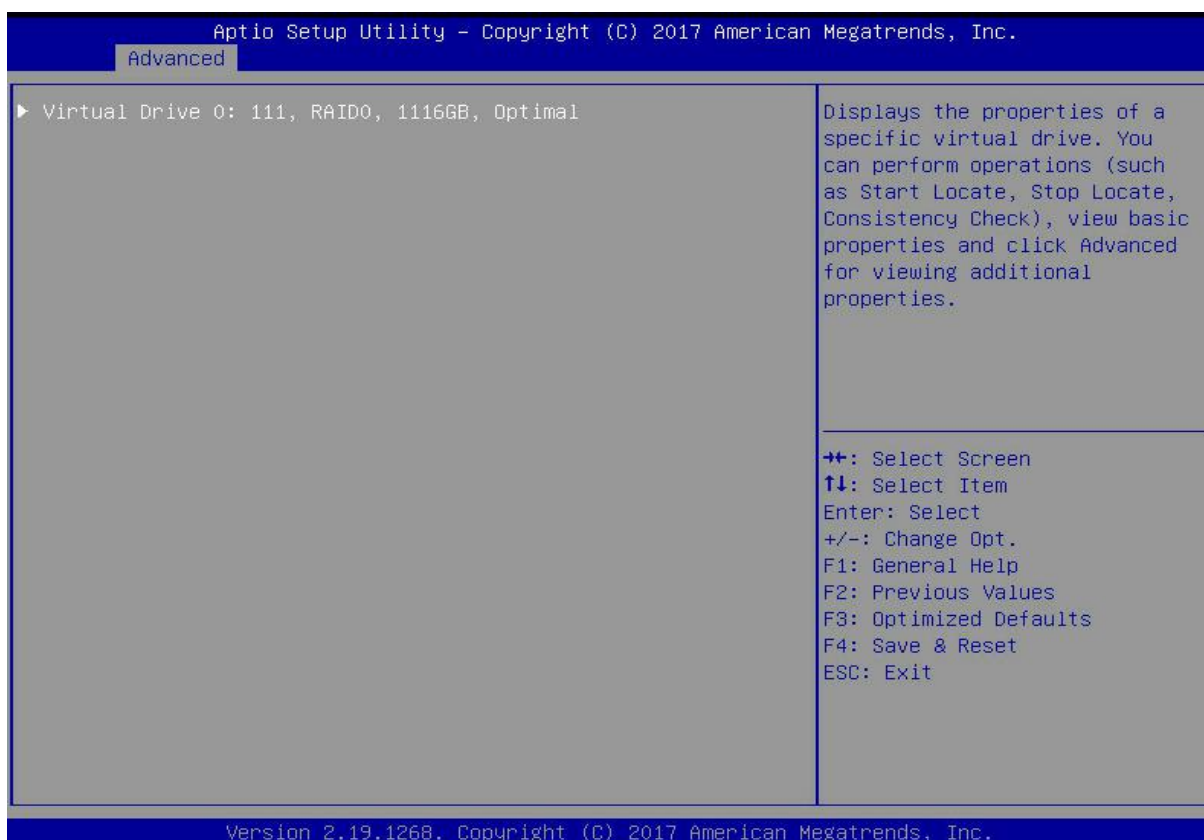 Aptio Setup Utility – Copyright (C) 2017 American Megatrends, Inc.
Advanced
▶ Virtual Drive 0: 111, RAID0, 1116GB, Optimal
Displays the properties of a
specific virtual drive. You
can perform operations (such
as Start Locate, Stop Locate,
Consistency Check), view basic
properties and click Advanced
for viewing additional
properties.
→←: Select Screen
↑↓: Select Item
Enter: Select
+/-: Change Opt.
F1: General Help
F2: Previous Values
F3: Optimized Defaults
F4: Save & Reset
ESC: Exit
Version 2.19.1268. Copyright (C) 2017 American Megatrends, Inc.